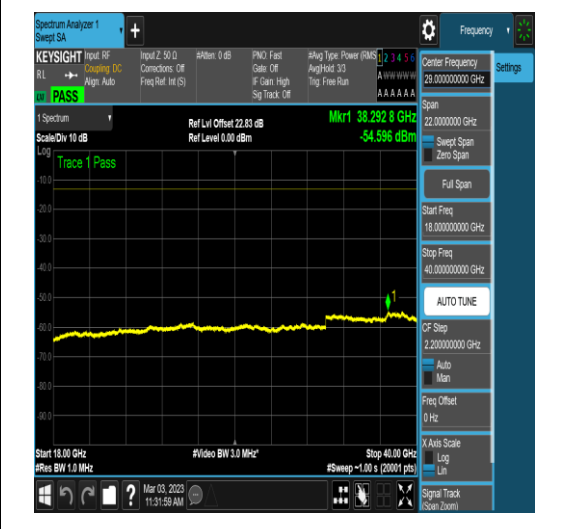 Spectrum Analyzer 1
Swept SA
Frequency
KEYSIGHT
RL
PASS
Input: RF
Coupling: DC
Align: Auto
Input Z: 50 Ω
Corrections: Off
Freq Ref: Int (S)
#Atten: 0 dB
PNO: Fast
Gate: Off
IF Gain: High
Sig Track: Off
#Avg Type: Power (RMS
Avg|Hold: 3/3
Trig: Free Run
1 2 3 4 5 6
A W W W W W
A A A A A A
1 Spectrum
Scale/Div 10 dB
Ref Lvl Offset 22.83 dB
Ref Level 0.00 dBm
Mkr1 38.292 8 GHz
-54.596 dBm
Log
Trace 1 Pass
-10.0
-20.0
-30.0
-40.0
-50.0
-60.0
-70.0
-80.0
-90.0
1
Start 18.00 GHz
#Res BW 1.0 MHz
#Video BW 3.0 MHz*
Stop 40.00 GHz
#Sweep ~1.00 s (20001 pts)
Mar 03, 2023
11:31:59 AM
?
Center Frequency
29.000000000 GHz
Span
22.0000000 GHz
Swept Span
Zero Span
Full Span
Start Freq
18.000000000 GHz
Stop Freq
40.000000000 GHz
AUTO TUNE
CF Step
2.200000000 GHz
Auto
Man
Freq Offset
0 Hz
X Axis Scale
Log
Lin
Signal Track
(Span Zoom)
Settings